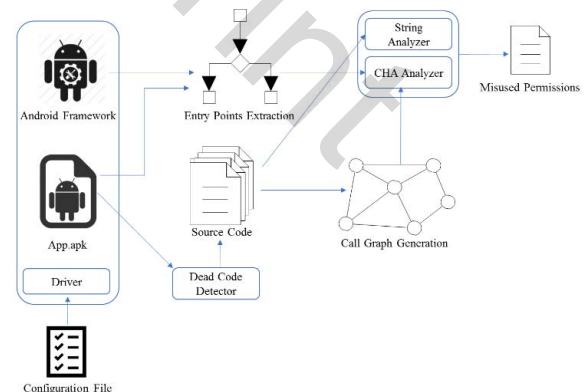 String
Analyzer
CHA Analyzer
Misused Permissions
Android Framework
Entry Points Extraction
App.apk
Source Code
Call Graph Generation
Driver
Dead Code
Detector
Configuration File